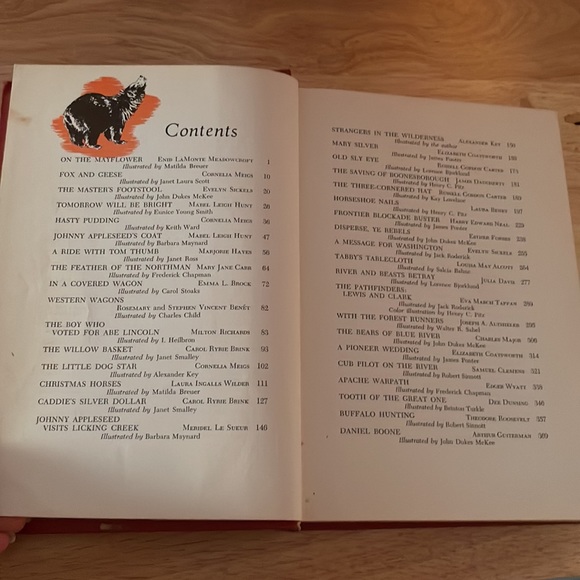 Contents
ON THE MAYFLOWER ENID LAMONTE MEADOWCROFT 1
Illustrated by Matilda Breuer
FOX AND GEESE CORNELIA MEIGS 10
Illustrated by Janet Laura Scott
THE MASTER'S FOOTSTOOL EVELYN SICKELS 20
Illustrated by John Dukes McKee
TOMORROW WILL BE BRIGHT MABEL LEIGH HUNT 28
Illustrated by Eunice Young Smith
HASTY PUDDING CORNELIA MEIGS 36
Illustrated by Keith Ward
JOHNNY APPLESEED'S COAT MABEL LEIGH HUNT 47
Illustrated by Barbara Maynard
A RIDE WITH TOM THUMB MARJORIE HAYES 56
Illustrated by Janet Ross
THE FEATHER OF THE NORTHMAN MARY JANE CARR 64
Illustrated by Frederick Chapman
IN A COVERED WAGON EMMA L. BROCK 72
Illustrated by Carol Stoaks
WESTERN WAGONS
ROSEMARY AND STEPHEN VINCENT BENÉT 82
Illustrated by Charles Child
THE BOY WHO
VOTED FOR ABE LINCOLN MILTON RICHARDS 83
Illustrated by I. Heilbron
THE WILLOW BASKET CAROL RYRIE BRINK 93
Illustrated by Janet Smalley
THE LITTLE DOG STAR CORNELIA MEIGS 102
Illustrated by Alexander Key
CHRISTMAS HORSES LAURA INGALLS WILDER 111
Illustrated by Matilda Breuer
CADDIE'S SILVER DOLLAR CAROL RYRIE BRINK 127
Illustrated by Janet Smalley
JOHNNY APPLESEED
VISITS LICKING CREEK MERIDEL LE SUEUR 146
Illustrated by Barbara Maynard
STRANGERS IN THE WILDERNESS ALEXANDER KEY
Illustrated by the author
MARY SILVER ELIZABETH COATSWORTH
Illustrated by James Ponter
OLD SLY EYE RUSSELL GORDON CARTER
Illustrated by Lorence Bjorklund
THE SAVING OF BOONESBOROUGH JAMES DAUGHERTY 181
Illustrated by Henry C. Pitz
THE THREE-CORNERED HAT RUSSELL GORDON CARTER
Illustrated by Kay Lovelace
HORSESHOE NAILS LAURA BENÉT 197
Illustrated by Henry C. Pitz
FRONTIER BLOCKADE BUSTER HARRY EDWARD NEAL 229
Illustrated by James Ponter
DISPERSE, YE REBELS ESTHER FORBES
Illustrated by John Dukes McKee
A MESSAGE FOR WASHINGTON EVELYN SICKELS
Illustrated by Jack Roderick
TABBY'S TABLECLOTH LOUISA MAY ALCOTT 264
Illustrated by
RIVER AND BEASTS BETRAY JULIA DAVIS 277
Illustrated by Lorence Bjorklund
THE PATHFINDERS:
LEWIS AND CLARK EVA MARCH TAPPAN 284
Illustrated by Jack Roderick
Color illustration by Henry C. Pitz
WITH THE FOREST RUNNERS JOSEPH A. ALTSHELER 295
Illustrated by Walter R. Sabel
THE BEARS OF BLUE RIVER CHARLES MAJOR 306
Illustrated by John Dukes McKee
A PIONEER WEDDING ELIZABETH COATSWORTH 314
Illustrated by James Ponter
CUB PILOT ON THE RIVER SAMUEL CLEMENS 321
Illustrated by Robert Sinnott
APACHE WARPATH EDGAR WYATT 338
Illustrated by Frederick Chapman
TOOTH OF THE GREAT ONE DEE DUNSING 346
Illustrated by Brinton Turkle
BUFFALO HUNTING THEODORE ROOSEVELT 357
Illustrated by Robert Sinnott
DANIEL BOONE ARTHUR GUITERMAN 369
Illustrated by John Dukes McKee